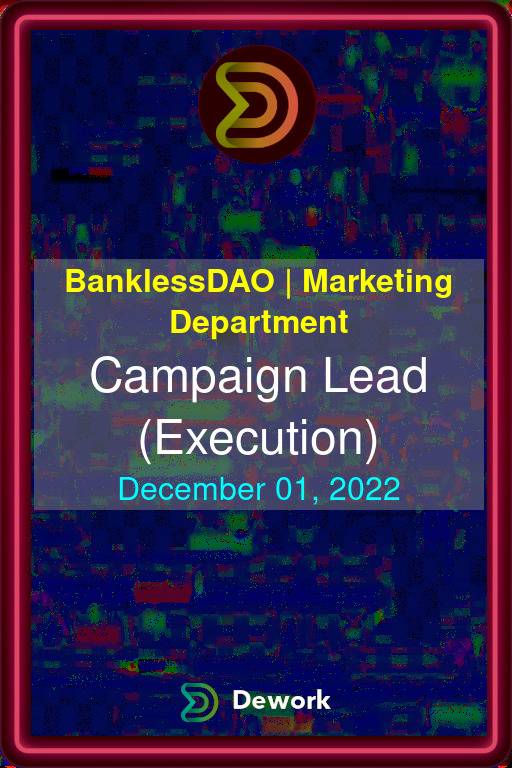 BanklessDAO | Marketing
Department
Campaign Lead
(Execution)
December 01, 2022
Dework